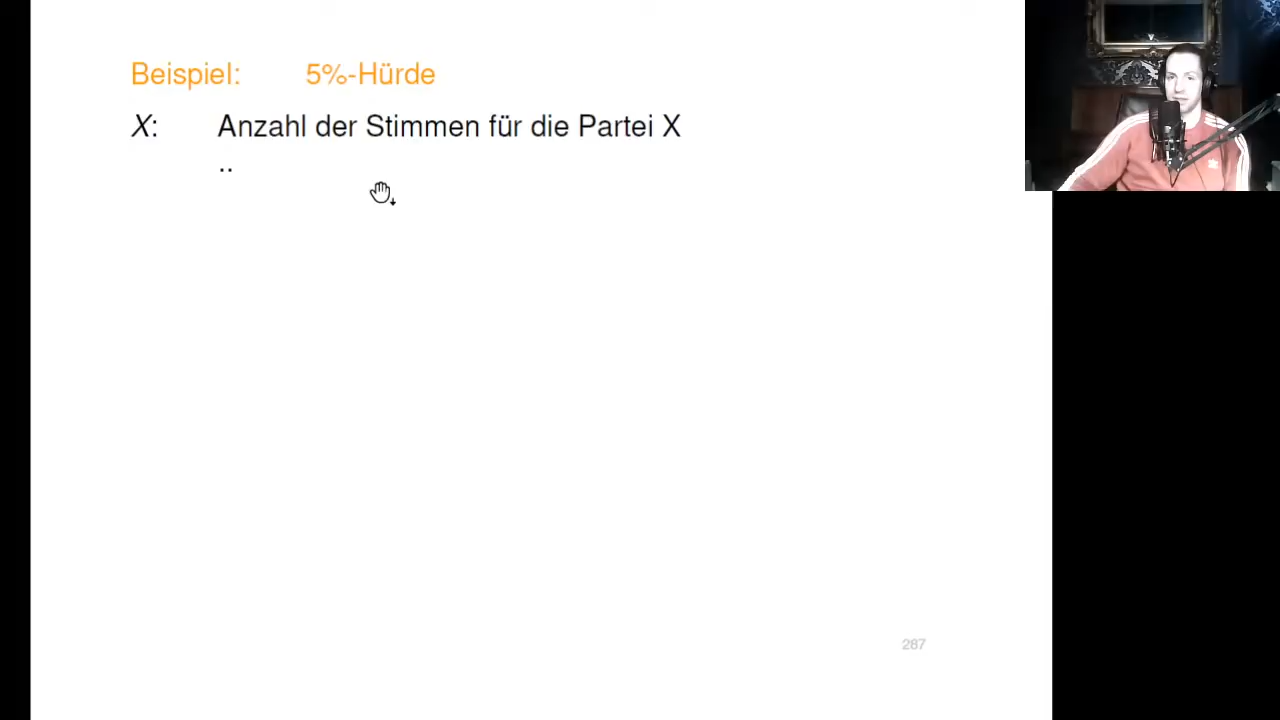 Beispiel: 5%-Hürde
X: Anzahl der Stimmen für die Partei X
..
287